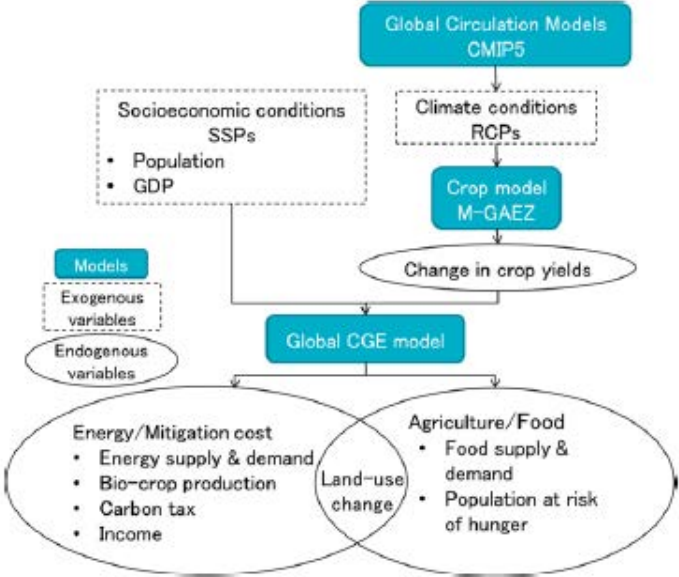 Global Circulation Models
CMIP5
Socioeconomic conditions
SSPs
• Population
• GDP
Climate conditions
RCPs
Crop model
M-GAEZ
Change in crop yields
Models
Exogenous
variables
Endogenous
variables
Global CGE model
Energy/Mitigation cost
• Energy supply & demand
• Bio-crop production
• Carbon tax
• Income
Land-use
change
Agriculture/Food
• Food supply &
demand
• Population at risk
of hunger